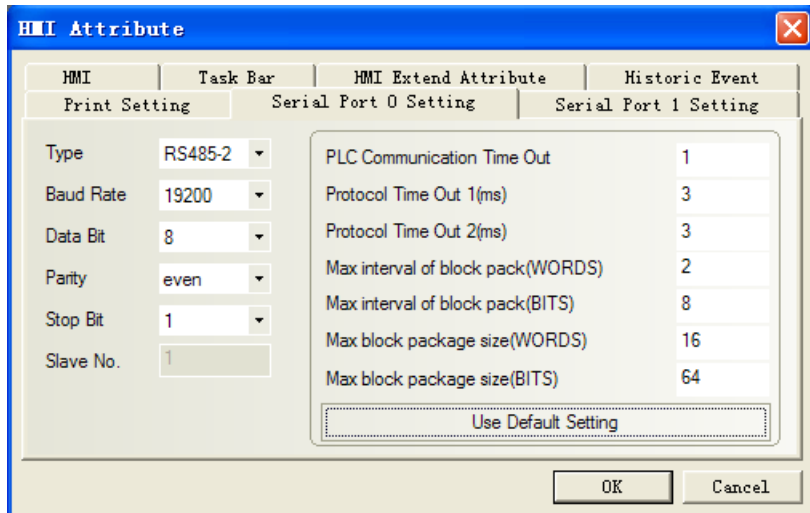 HMI Attribute
HMI Task Bar HMI Extend Attribute Historic Event
Print Setting Serial Port 0 Setting Serial Port 1 Setting
Type RS485-2
Baud Rate 19200
Data Bit 8
Parity even
Stop Bit 1
Slave No. 1
PLC Communication Time Out 1
Protocol Time Out 1(ms) 3
Protocol Time Out 2(ms) 3
Max interval of block pack(WORDS) 2
Max interval of block pack(BITS) 8
Max block package size(WORDS) 16
Max block package size(BITS) 64
Use Default Setting
OK Cancel